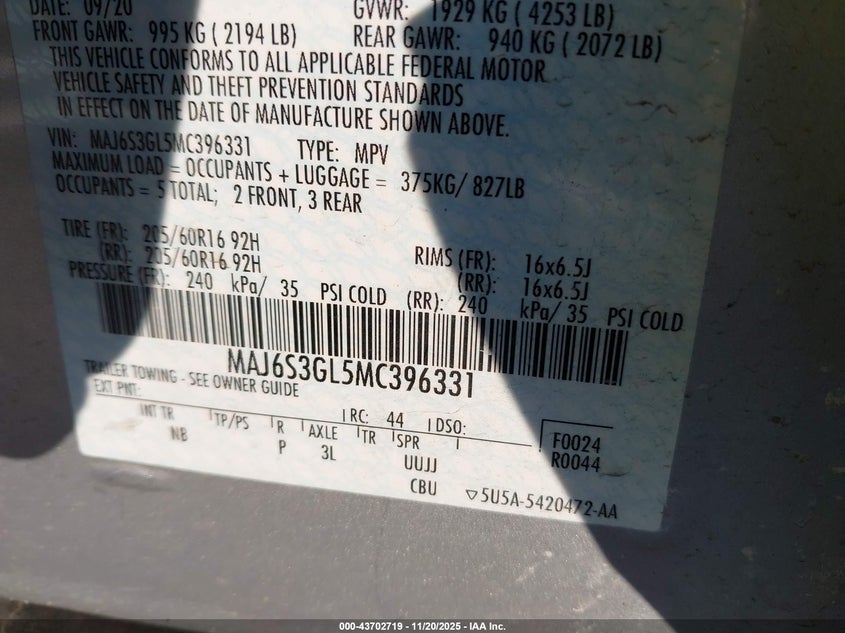 DATE: 09/20 GVWR: 1929 KG ( 4253 LB)
FRONT GAWR: 995 KG ( 2194 LB) REAR GAWR: 940 KG ( 2072 LB)
THIS VEHICLE CONFORMS TO ALL APPLICABLE FEDERAL MOTOR
VEHICLE SAFETY AND THEFT PREVENTION STANDARDS
IN EFFECT ON THE DATE OF MANUFACTURE SHOWN ABOVE.
VIN: MAJ6S3GL5MC396331 TYPE: MPV
MAXIMUM LOAD = OCCUPANTS + LUGGAGE = 375KG/ 827LB
OCCUPANTS = 5 TOTAL; 2 FRONT, 3 REAR
TIRE (FR): 205/60R16 92H RIMS (FR): 16x6.5J
(RR): 205/60R16 92H (RR): 16x6.5J
PRESSURE (FR): 240 kPa/ 35 PSI COLD (RR): 240 kPa/ 35 PSI COLD
MAJ6S3GL5MC396331
TRAILER TOWING - SEE OWNER GUIDE
EXT PNT: RC: 44 DSO:
INT TR TP/PS R AXLE TR SPR F0024
NB P 3L UUJJ R0044
CBU ▽5U5A-5420472-AA
000-43702719 - 11/20/2025 - IAA Inc.